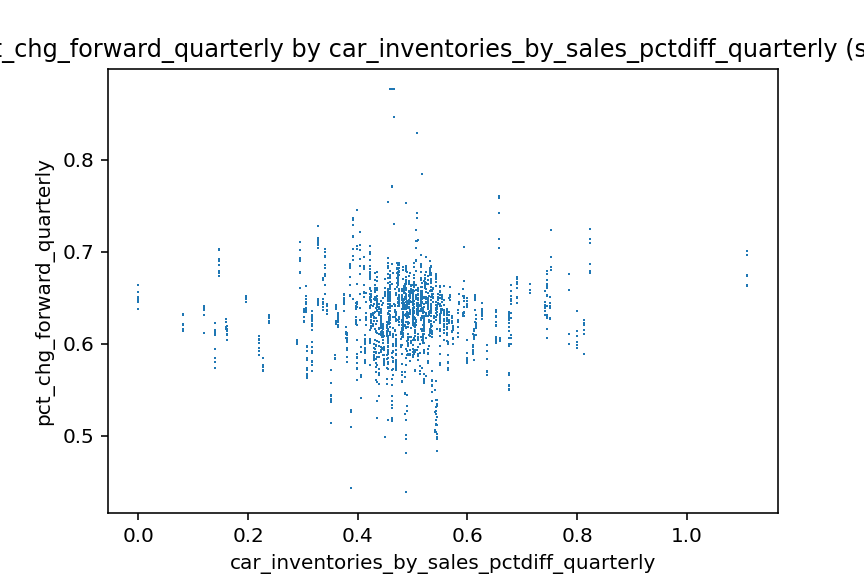 t_chg_forward_quarterly by car_inventories_by_sales_pctdiff_quarterly (s
0.8
0.7
0.6
0.5
pct_chg_forward_quarterly
0.0 0.2 0.4 0.6 0.8 1.0
car_inventories_by_sales_pctdiff_quarterly